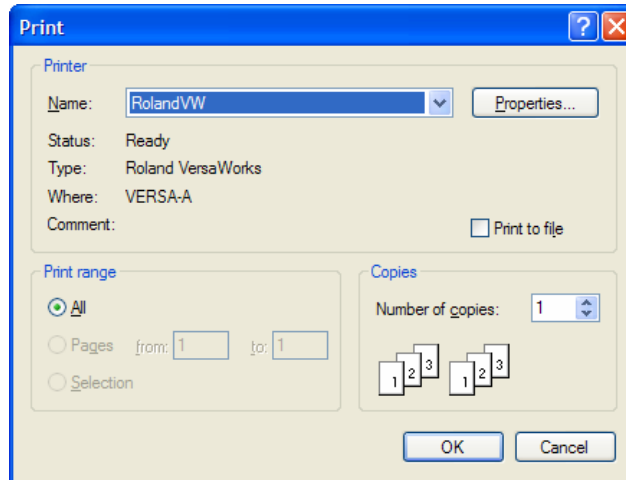 Print
Printer
Name: RolandVW Properties...
Status: Ready
Type: Roland VersaWorks
Where: VERSA-A
Comment: Print to file
Print range
All
Pages from: 1 to: 1
Selection
Copies
Number of copies: 1
1 2 3 1 2 3
OK Cancel